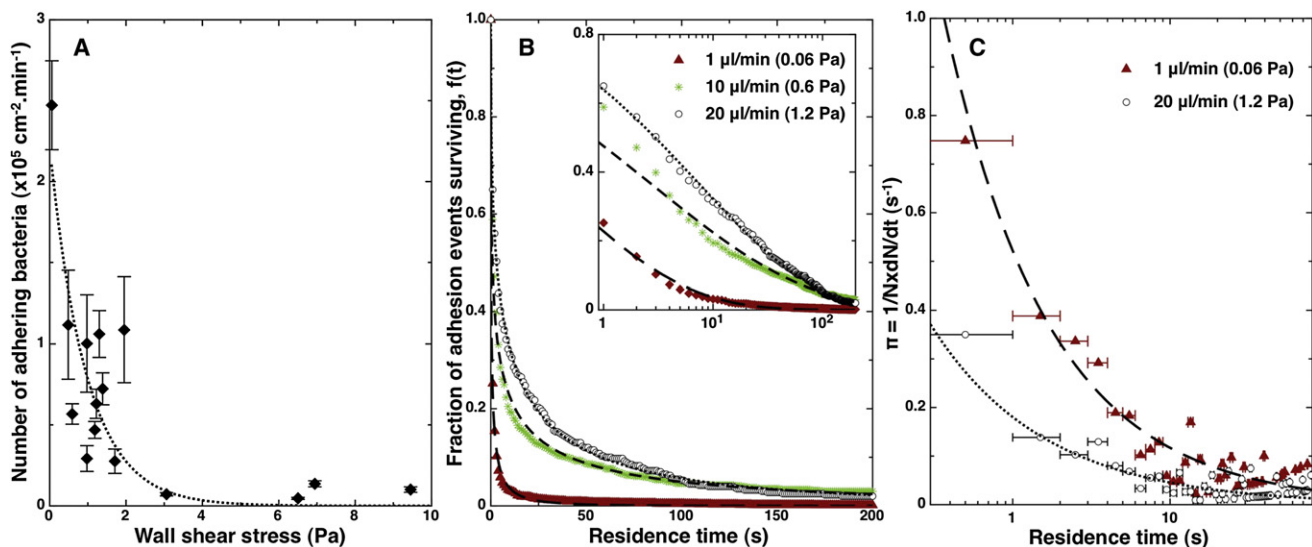 A
Number of adhering bacteria (x10⁵ cm⁻².min⁻¹)
3
2
1
0
0 2 4 6 8 10
Wall shear stress (Pa)
B
Fraction of adhesion events surviving, f(t)
1.0
0.8
0.6
0.4
0.2
0
0 50 100 150 200
Residence time (s)
0.8
0.4
0
1 10¹ 10²
1 µl/min (0.06 Pa)
10 µl/min (0.6 Pa)
20 µl/min (1.2 Pa)
C
π = 1/NxdN/dt (s⁻¹)
1.0
0.8
0.6
0.4
0.2
0
1 10
Residence time (s)
1 µl/min (0.06 Pa)
20 µl/min (1.2 Pa)